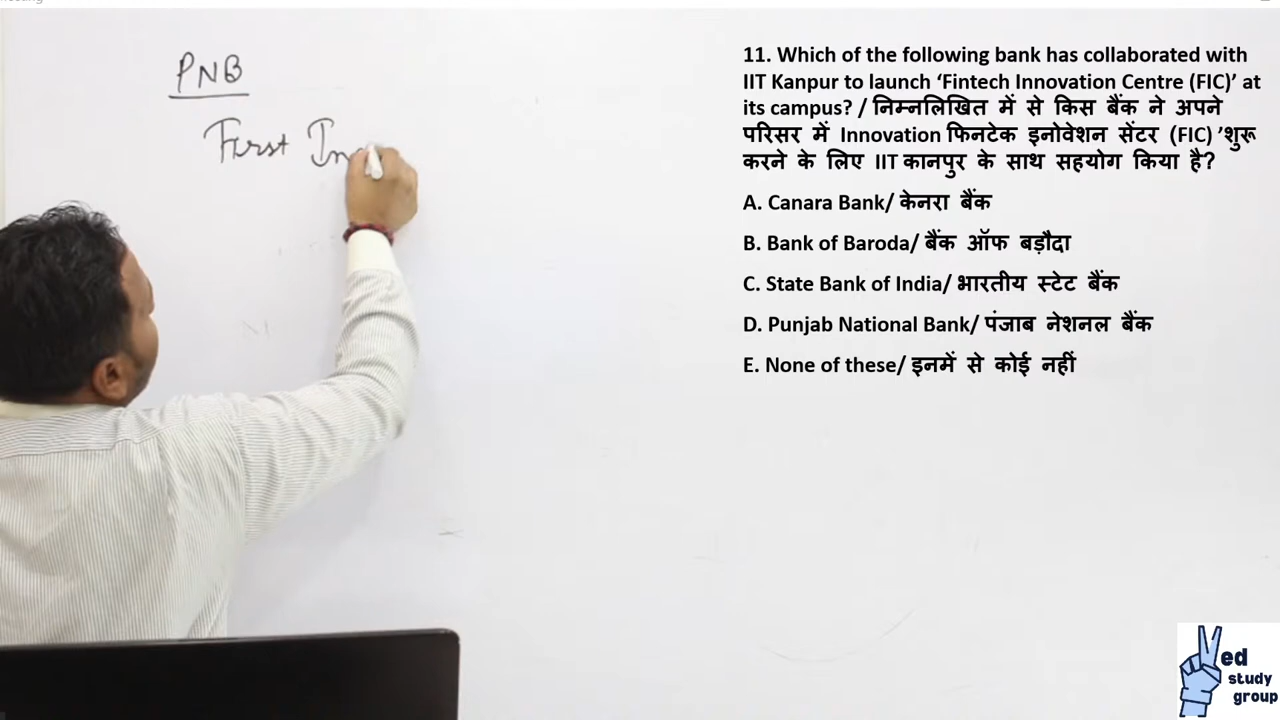 PNB
First
11. Which of the following bank has collaborated with
IIT Kanpur to launch ‘Fintech Innovation Centre (FIC)’ at
its campus? / निम्नलिखित में से किस बैंक ने अपने
परिसर में Innovation फिनटेक इनोवेशन सेंटर (FIC) ’शुरू
करने के लिए IIT कानपुर के साथ सहयोग किया है?
A. Canara Bank/ केनरा बैंक
B. Bank of Baroda/ बैंक ऑफ बड़ौदा
C. State Bank of India/ भारतीय स्टेट बैंक
D. Punjab National Bank/ पंजाब नेशनल बैंक
E. None of these/ इनमें से कोई नहीं
Ved
study
group